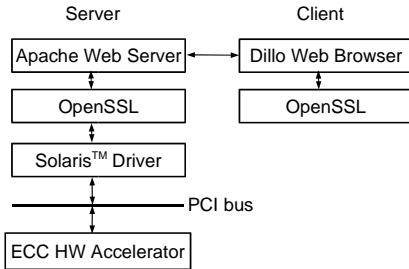 Server Client
Apache Web Server Dillo Web Browser
OpenSSL OpenSSL
Solaris™ Driver
PCI bus
ECC HW Accelerator